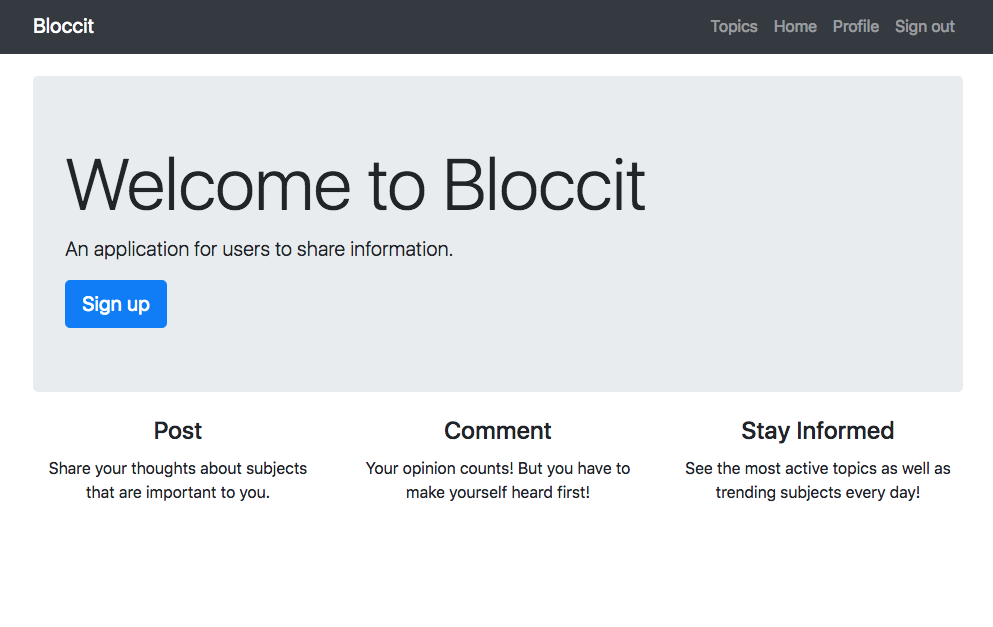 Bloccit
Topics Home Profile Sign out
Welcome to Bloccit
An application for users to share information.
Sign up
Post
Share your thoughts about subjects
that are important to you.
Comment
Your opinion counts! But you have to
make yourself heard first!
Stay Informed
See the most active topics as well as
trending subjects every day!